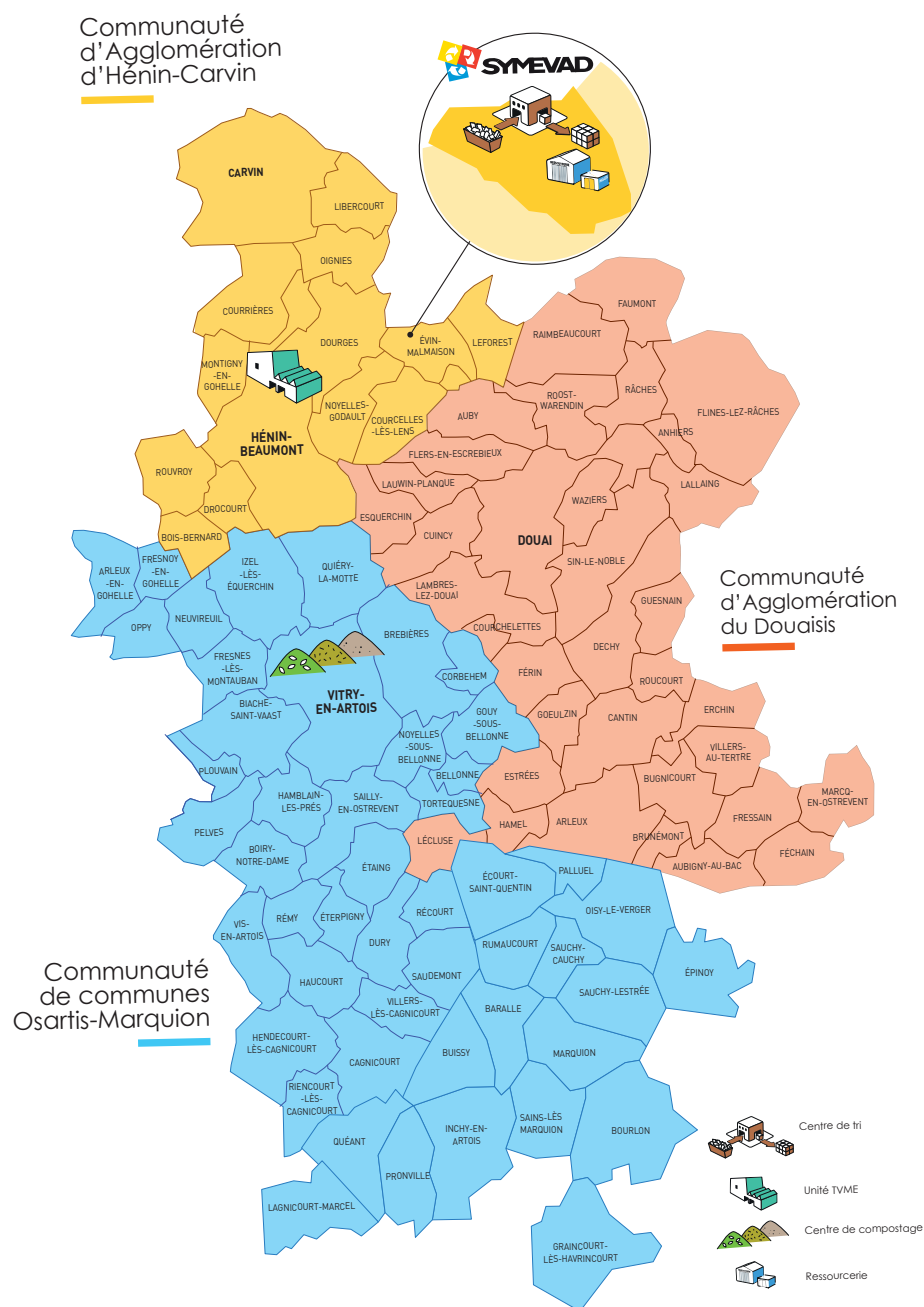 Communauté
d'Agglomération
d'Hénin-Carvin
SYMEVAD
CARVIN
LIBERCOURT
OIGNIES
COURRIÈRES
DOURGES
ÉVIN-
MALMAISON
LEFOREST
MONTIGNY
-EN-
GOHELLE
NOYELLES-
GODAULT
COURCELLES
-LÈS-LENS
HÉNIN-
BEAUMONT
ROUVROY
DROCOURT
BOIS-BERNARD
FAUMONT
RAIMBEAUCOURT
RÂCHES
ROOST-
WARENDIN
FLINES-LEZ-RÂCHES
AUBY
ANHIERS
FLERS-EN-ESCREBIEUX
LALLAING
LAUWIN-PLANQUE
WAZIERS
ESQUERCHIN
CUINCY
DOUAI
SIN-LE-NOBLE
LAMBRES-
LEZ-DOUAI
GUESNAIN
COURCHELETTES
DECHY
FÉRIN
ROUCOURT
GOEULZIN
CANTIN
ERCHIN
VILLERS-
AU-TERTRE
ESTRÉES
BUGNICOURT
MARCQ-
EN-OSTREVENT
HAMEL
ARLEUX
FRESSAIN
BRUNÉMONT
LÉCLUSE
AUBIGNY-AU-BAC
FÉCHAIN
Communauté
d'Agglomération
du Douaisis
ARLEUX
-EN-
GOHELLE
FRESNOY
-EN-
GOHELLE
OPPY
NEUVIREUIL
IZEL
-LÈS-
ÉQUERCHIN
QUIÉRY-
LA-MOTTE
BREBIÈRES
FRESNES
-LÈS-
MONTAUBAN
CORBEHEM
VITRY-
EN-ARTOIS
BIACHE-
SAINT-VAAST
GOUY
-SOUS-
BELLONNE
NOYELLES
-SOUS-
BELLONNE
PLOUVAIN
BELLONNE
HAMBLAIN-
LES-PRÉS
SAILLY-
EN-OSTREVENT
TORTEQUESNE
PELVES
BOIRY-
NOTRE-DAME
ÉTAING
ÉCOURT-
SAINT-QUENTIN
PALLUEL
OISY-LE-VERGER
VIS-
EN-ARTOIS
RÉMY
ÉTERPIGNY
RÉCOURT
DURY
RUMAUCOURT
SAUCHY-
CAUCHY
ÉPINOY
HAUCOURT
SAUDEMONT
SAUCHY-LESTRÉE
VILLERS-
LÈS-CAGNICOURT
BARALLE
HENDECOURT-
LÈS-CAGNICOURT
CAGNICOURT
BUISSY
MARQUION
RIENCOURT
-LÈS-
CAGNICOURT
QUÉANT
INCHY-EN-
ARTOIS
SAINS-LÈS
MARQUION
BOURLON
PRONVILLE
LAGNICOURT-MARCEL
GRAINCOURT-
LÈS-HAVRINCOURT
Communauté
de communes
Osartis-Marquion
Centre de tri
Unité TVME
Centre de compostage
Ressourcerie